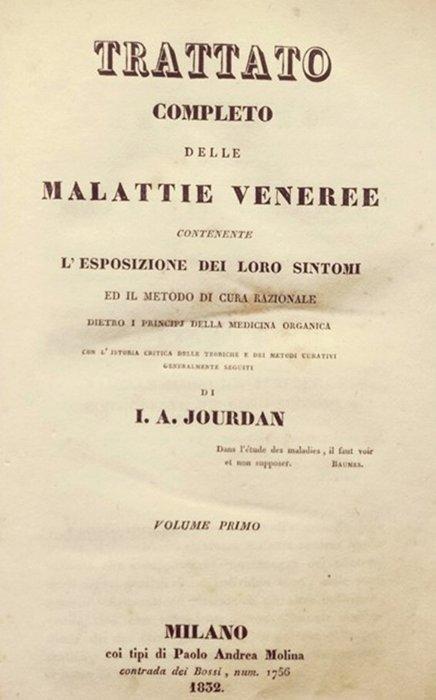 TRATTATO
COMPLETO
DELLE
MALATTIE VENEREE
CONTENENTE
L'ESPOSIZIONE DEI LORO SINTOMI
ED IL METODO DI CURA RAZIONALE
DIETRO I PRINCIPJ DELLA MEDICINA ORGANICA
CON L'ISTORIA CRITICA DELLE TEORICHE E DEI METODI CURATIVI
GENERALMENTE SEGUITI
DI
I. A. JOURDAN
Dans l'étude des maladies, il faut voir
et non supposer. BAUMES.
VOLUME PRIMO
MILANO
coi tipi di Paolo Andrea Molina
contrada dei Bossi, num. 1756
1832.